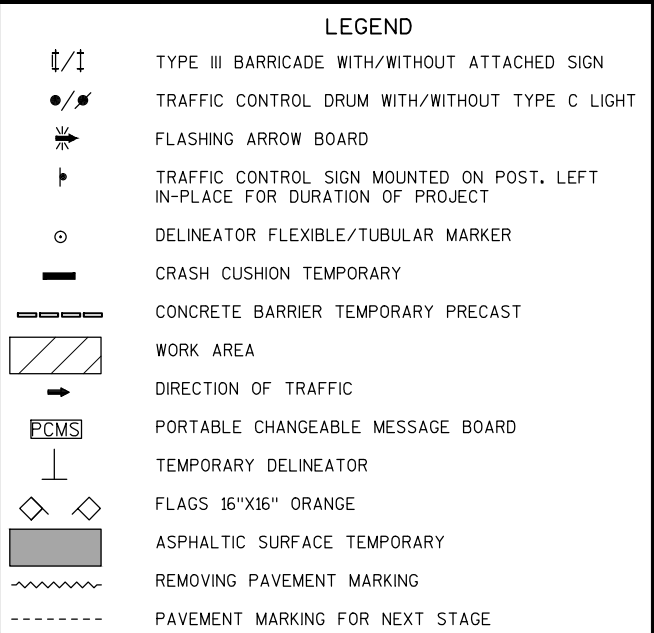 LEGEND
TYPE III BARRICADE WITH/WITHOUT ATTACHED SIGN
TRAFFIC CONTROL DRUM WITH/WITHOUT TYPE C LIGHT
FLASHING ARROW BOARD
TRAFFIC CONTROL SIGN MOUNTED ON POST. LEFT
IN-PLACE FOR DURATION OF PROJECT
DELINEATOR FLEXIBLE/TUBULAR MARKER
CRASH CUSHION TEMPORARY
CONCRETE BARRIER TEMPORARY PRECAST
WORK AREA
DIRECTION OF TRAFFIC
PCMS PORTABLE CHANGEABLE MESSAGE BOARD
TEMPORARY DELINEATOR
FLAGS 16"X16" ORANGE
ASPHALTIC SURFACE TEMPORARY
REMOVING PAVEMENT MARKING
PAVEMENT MARKING FOR NEXT STAGE